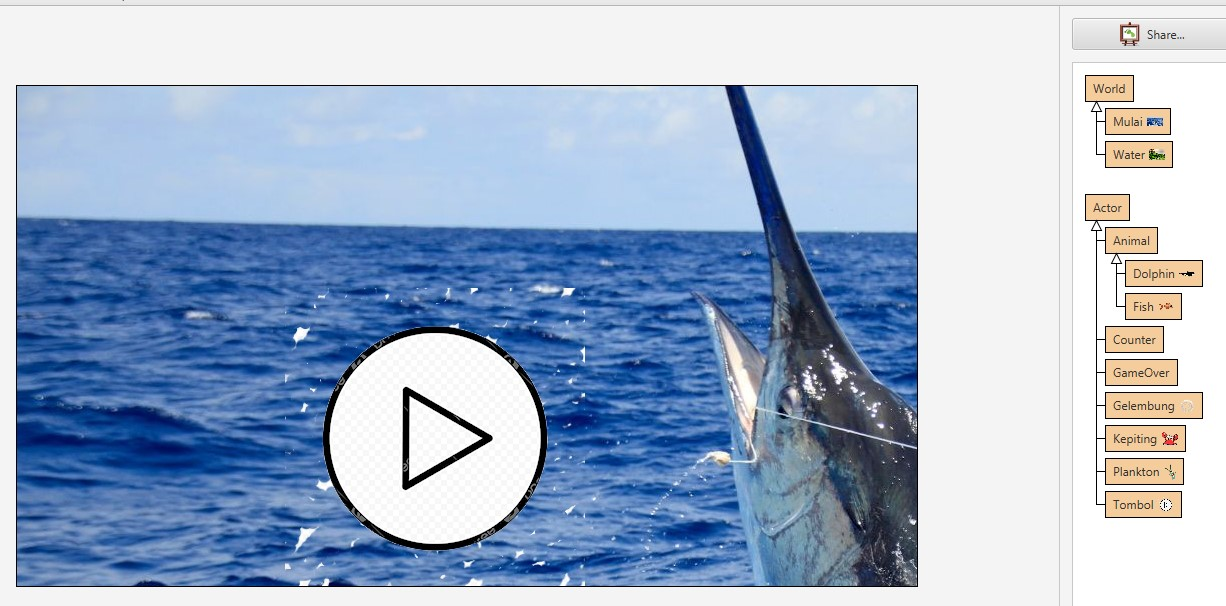 Share...
World
Mulai
Water
Actor
Animal
Dolphin
Fish
Counter
GameOver
Gelembung
Kepiting
Plankton
Tombol